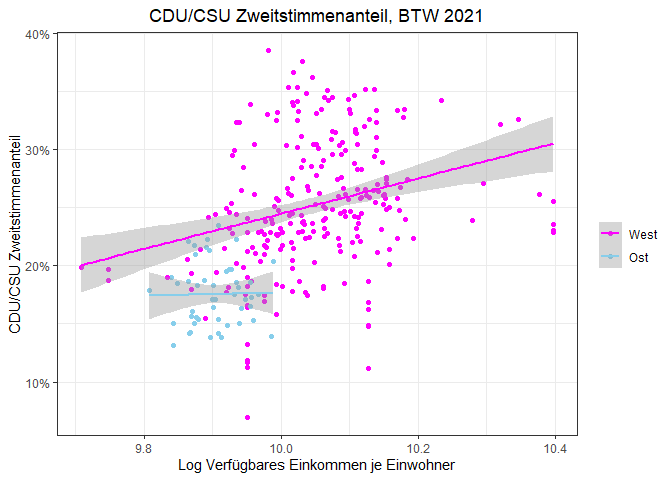 CDU/CSU Zweitstimmenanteil, BTW 2021
CDU/CSU Zweitstimmenanteil
40%
30%
20%
10%
9.8 10.0 10.2 10.4
Log Verfügbares Einkommen je Einwohner
West
Ost